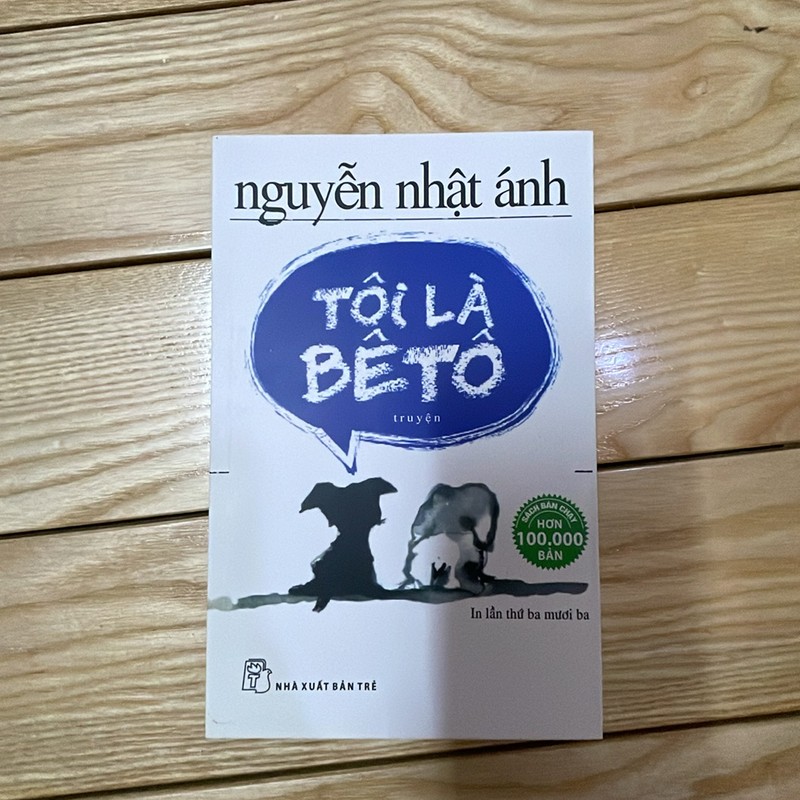 nguyễn nhật ánh
TÔI LÀ
BÊTÔ
truyện
SÁCH BÁN CHẠY
HƠN
100.000
BẢN
In lần thứ ba mươi ba
NHÀ XUẤT BẢN TRẺ